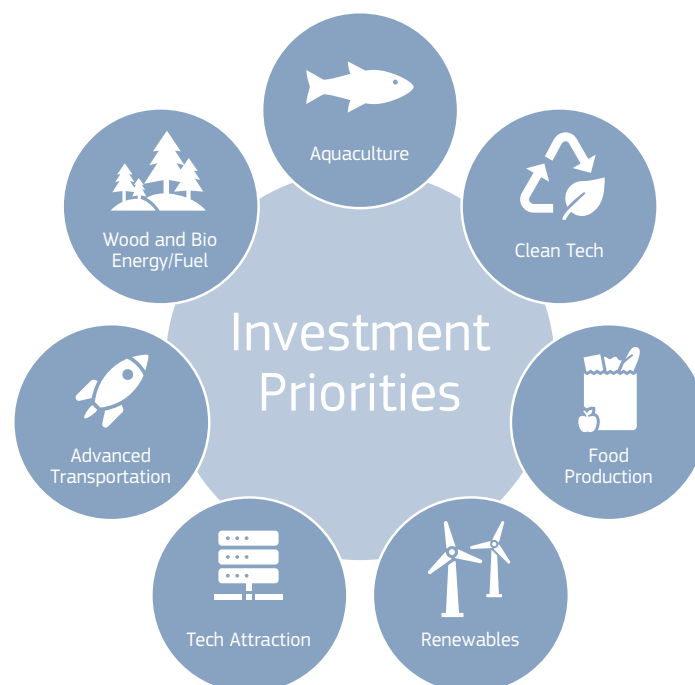 Aquaculture
Clean Tech
Food
Production
Renewables
Tech Attraction
Advanced
Transportation
Wood and Bio
Energy/Fuel
Investment
Priorities